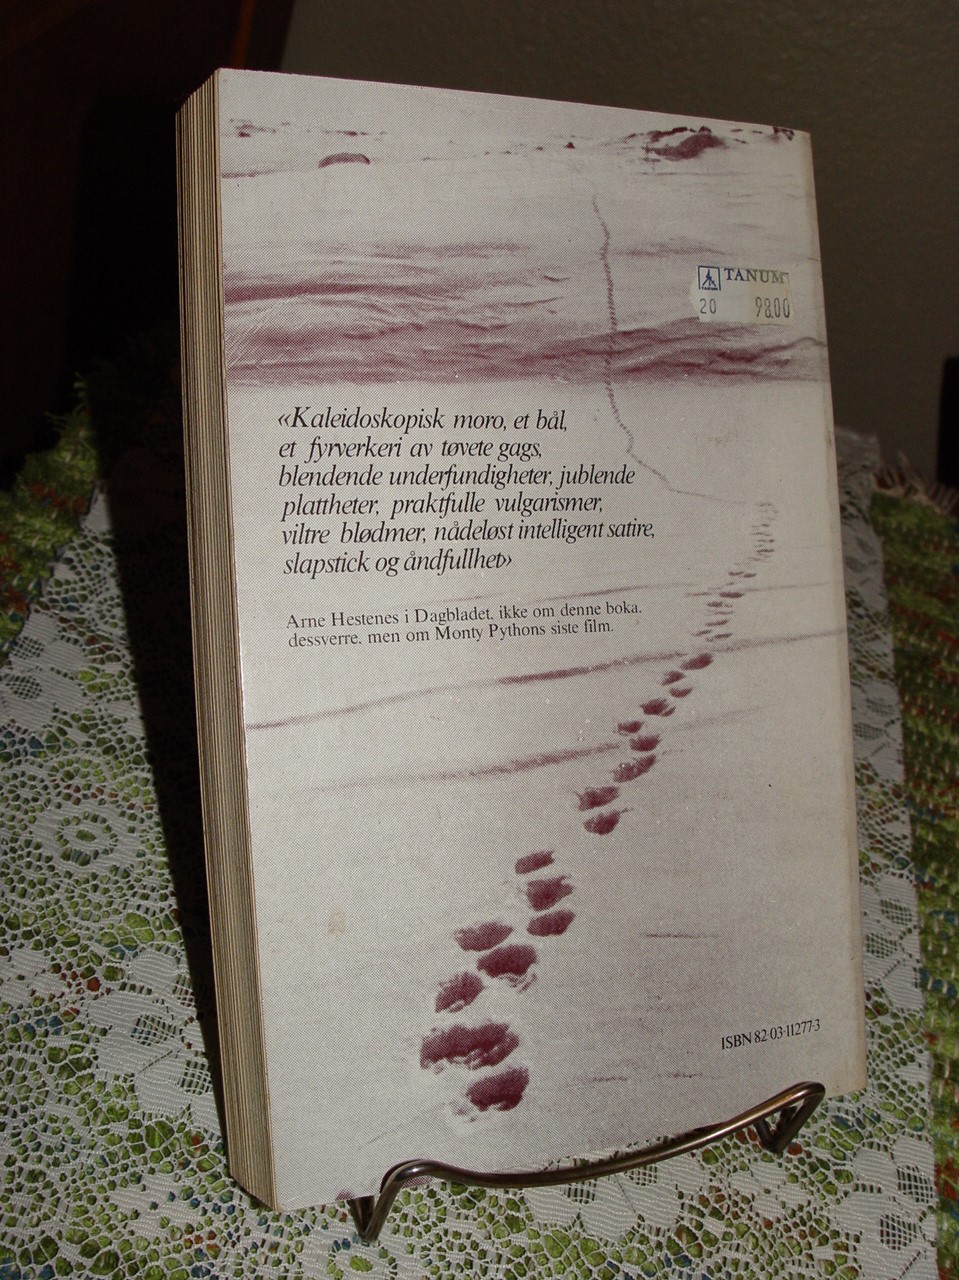 TANUM
20 98.00
«Kaleidoskopisk moro, et bål,
et fyrverkeri av tøvete gags,
blendende underfundigheter, jublende
plattheter, praktfulle vulgarismer,
viltre blødmer, nådeløst intelligent satire,
slapstick og åndfullhet»
Arne Hestenes i Dagbladet, ikke om denne boka,
dessverre, men om Monty Pythons siste film.
ISBN 82-03-11277-3